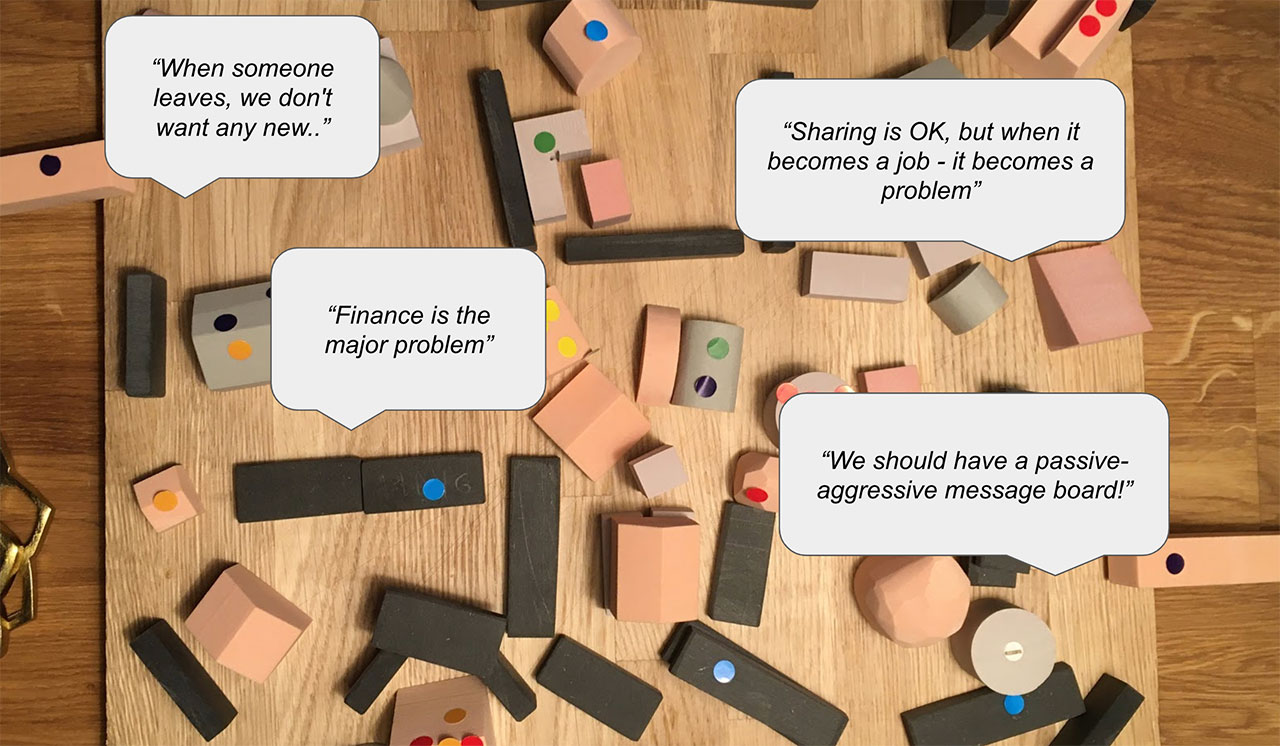 “When someone
leaves, we don't
want any new..”
“Sharing is OK, but when it
becomes a job - it becomes a
problem”
“Finance is the
major problem”
“We should have a passive-
aggressive message board!”